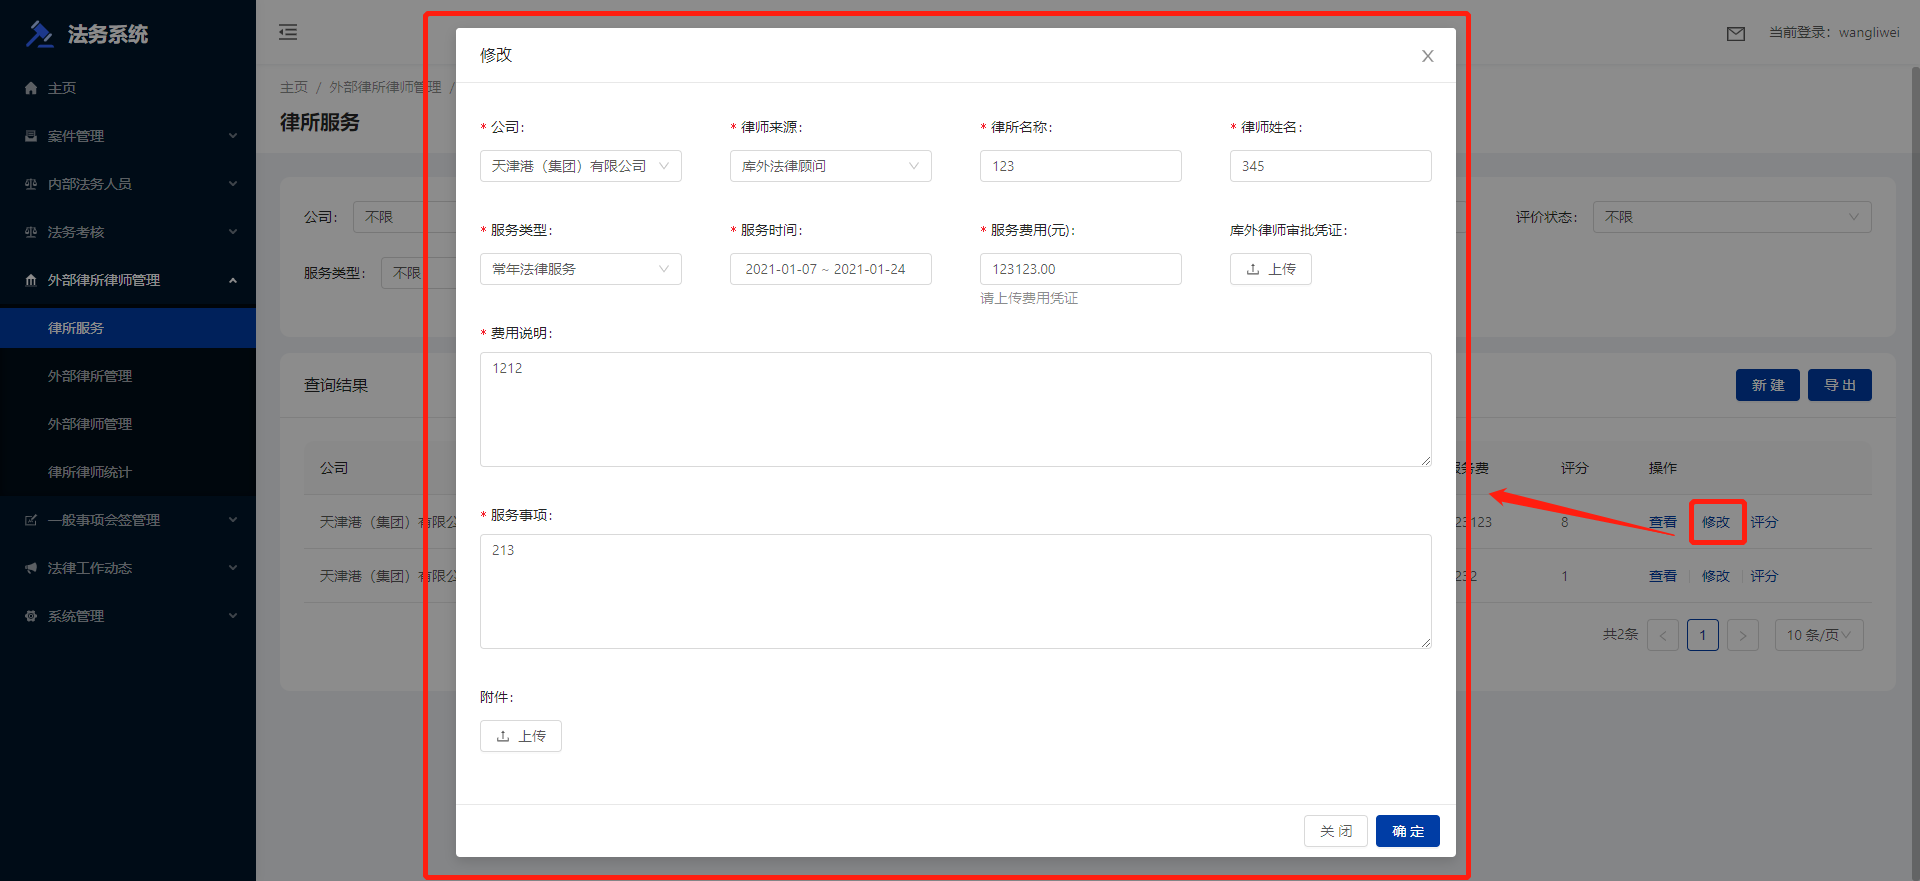 法务系统
当前登录：wangliwei
主页
案件管理
内部法务人员
法务考核
外部律所律师管理
律所服务
外部律所管理
外部律师管理
律所律师统计
一般事项会签管理
法律工作动态
系统管理
主页 / 外部律所律师管理 /
律所服务
公司： 不限
评价状态： 不限
服务类型： 不限
查询结果
新 建 导 出
公司 服务费 评分 操作
天津港（集团）有限公 23123 8 查看 修改 评分
天津港（集团）有限公 232 1 查看 修改 评分
共2条 < 1 > 10 条/页
修改 X
* 公司: * 律师来源: * 律所名称: * 律师姓名:
天津港（集团）有限公司 库外法律顾问 123 345
* 服务类型: * 服务时间: * 服务费用(元): 库外律师审批凭证:
常年法律服务 2021-01-07 ~ 2021-01-24 123123.00 上传
请上传费用凭证
* 费用说明:
1212
* 服务事项:
213
附件:
上传
关 闭 确 定